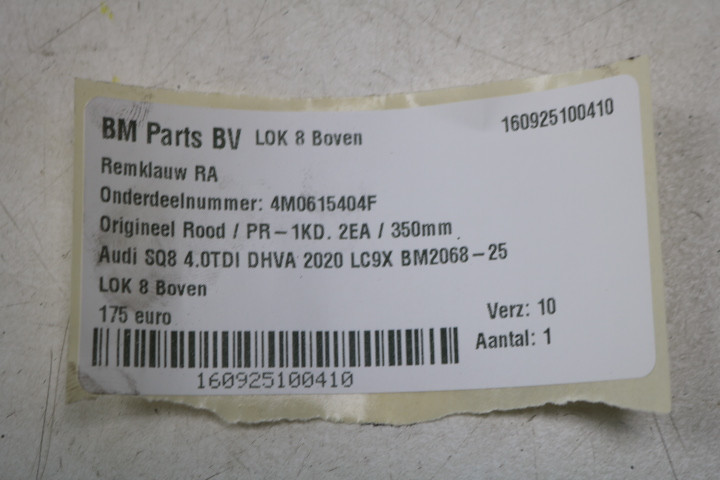 BM Parts BV LOK 8 Boven 160925100410
Remklauw RA
Onderdeelnummer: 4M0615404F
Origineel Rood / PR-1KD. 2EA / 350mm
Audi SQ8 4.0TDI DHVA 2020 LC9X BM2068-25
LOK 8 Boven
175 euro Verz: 10
Aantal: 1
160925100410